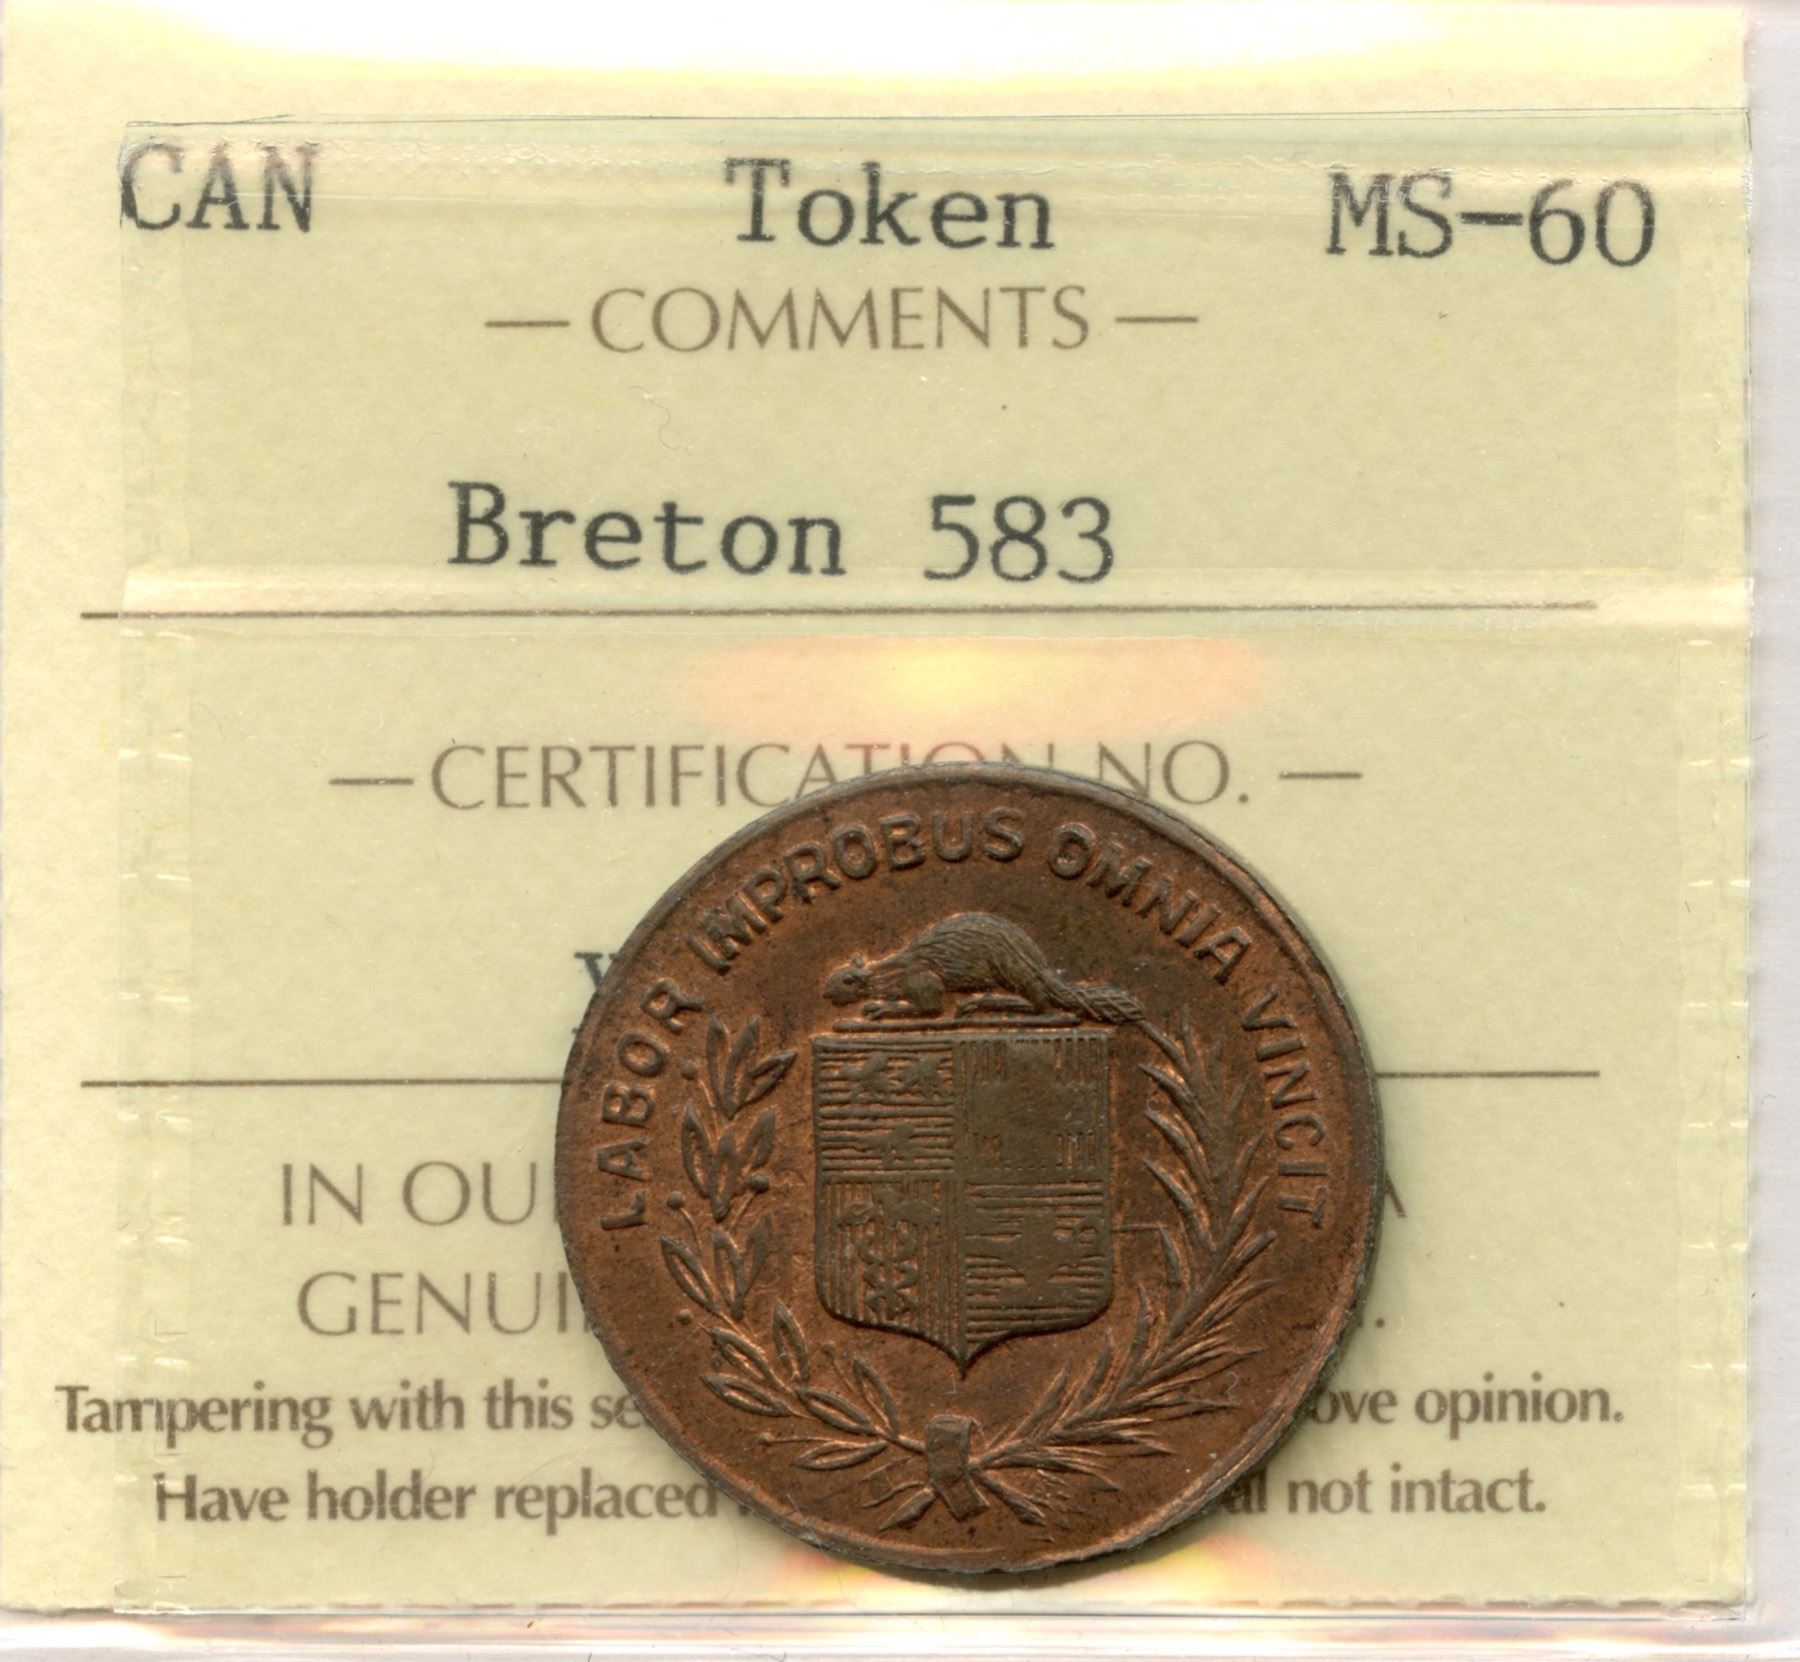 CAN Token MS-60
— COMMENTS —
Breton 583
— CERTIFICATION NO. —
IN OU
GENUI
Tampering with this se ove opinion.
Have holder replaced al not intact.
LABOR IMPROBUS OMNIA VINCIT